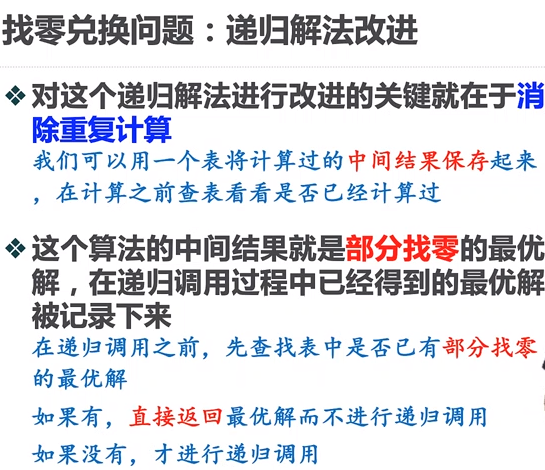 找零兑换问题：递归解法改进
❖对这个递归解法进行改进的关键就在于消
除重复计算
我们可以用一个表将计算过的中间结果保存起来
，在计算之前查表看看是否已经计算过
❖这个算法的中间结果就是部分找零的最优
解，在递归调用过程中已经得到的最优解
被记录下来
在递归调用之前，先查找表中是否已有部分找零
的最优解
如果有，直接返回最优解而不进行递归调用
如果没有，才进行递归调用